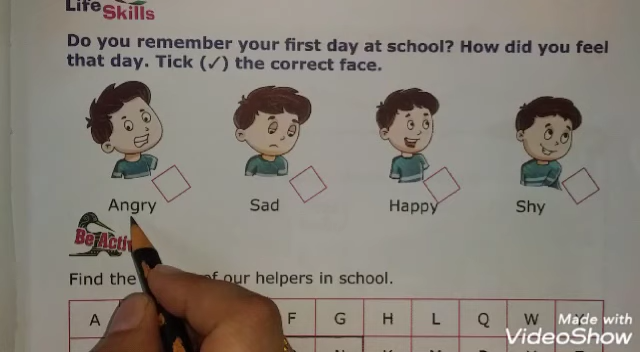 Life Skills
Do you remember your first day at school? How did you feel
that day. Tick (✓) the correct face.
Angry Sad Happy Shy
Be Activ
Find the of our helpers in school.
A F G H L Q W
Made with
VideoShow